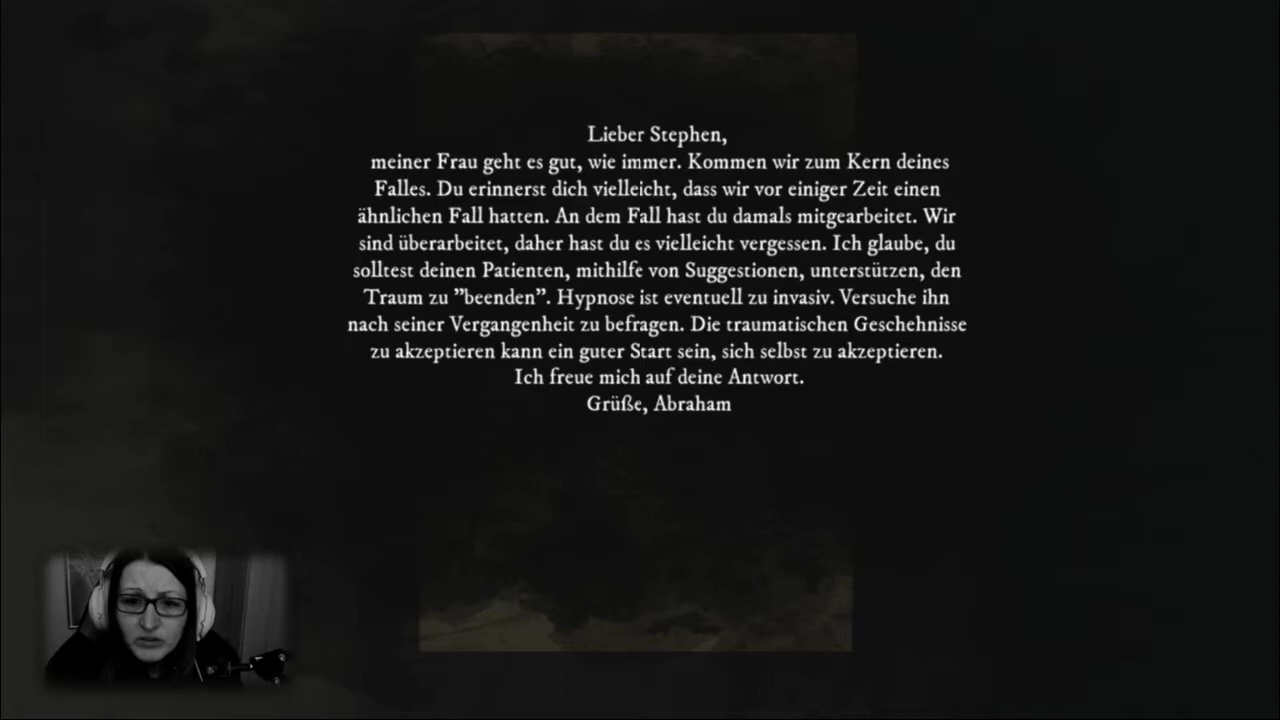 Lieber Stephen,
meiner Frau geht es gut, wie immer. Kommen wir zum Kern deines
Falles. Du erinnerst dich vielleicht, dass wir vor einiger Zeit einen
ähnlichen Fall hatten. An dem Fall hast du damals mitgearbeitet. Wir
sind überarbeitet, daher hast du es vielleicht vergessen. Ich glaube, du
solltest deinen Patienten, mithilfe von Suggestionen, unterstützen, den
Traum zu "beenden". Hypnose ist eventuell zu invasiv. Versuche ihn
nach seiner Vergangenheit zu befragen. Die traumatischen Geschehnisse
zu akzeptieren kann ein guter Start sein, sich selbst zu akzeptieren.
Ich freue mich auf deine Antwort.
Grüße, Abraham